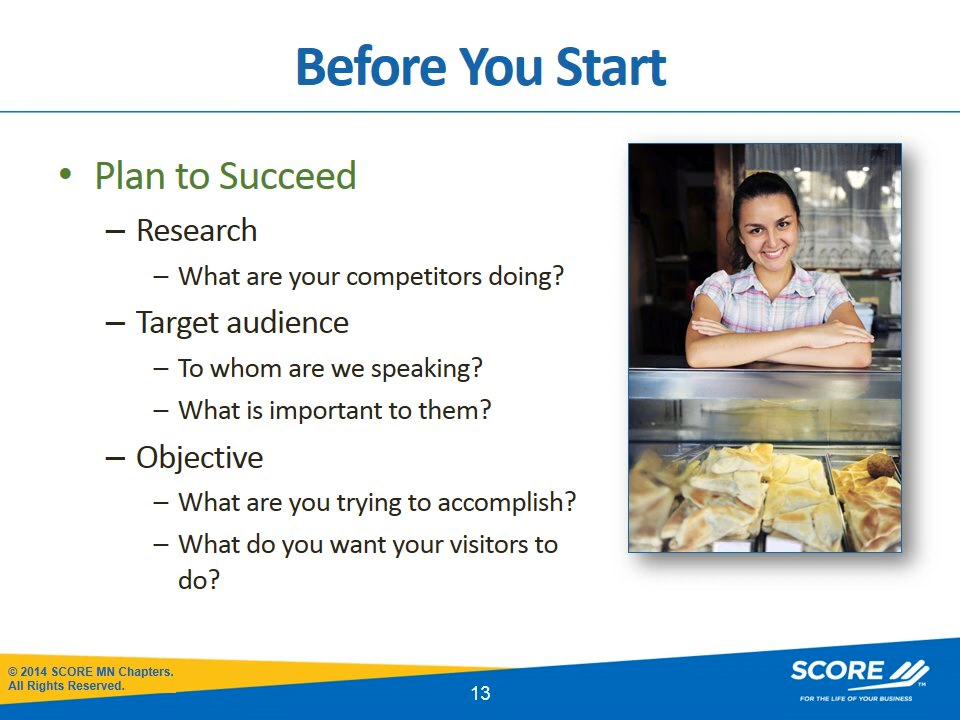 Before You Start
• Plan to Succeed
– Research
– What are your competitors doing?
– Target audience
– To whom are we speaking?
– What is important to them?
– Objective
– What are you trying to accomplish?
– What do you want your visitors to
do?
© 2014 SCORE MN Chapters.
All Rights Reserved.
13
SCORE
TM
FOR THE LIFE OF YOUR BUSINESS